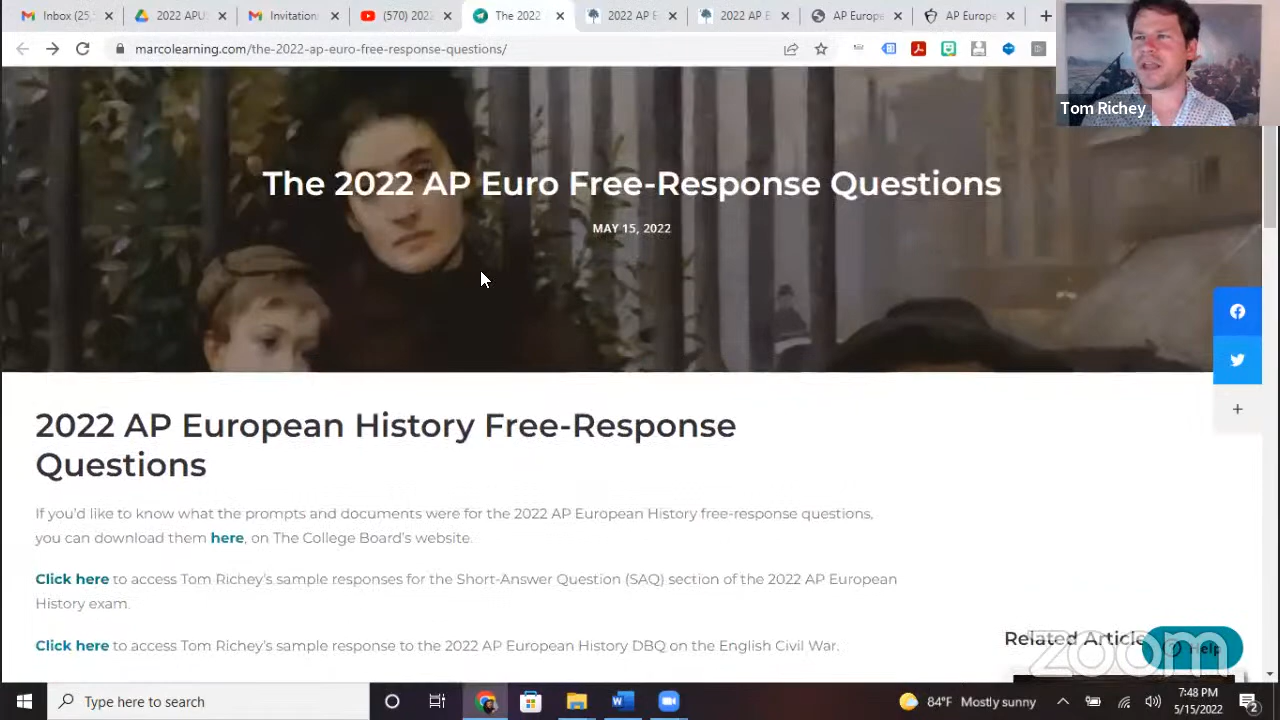 Inbox (25
2022 APU
Invitation
(570) 202
The 2022
2022 AP E
2022 AP E
AP Europe
AP Europe
marcolearning.com/the-2022-ap-euro-free-response-questions/
Tom Richey
The 2022 AP Euro Free-Response Questions
MAY 15, 2022
2022 AP European History Free-Response
Questions
If you'd like to know what the prompts and documents were for the 2022 AP European History free-response questions,
you can download them here, on The College Board's website.
Click here to access Tom Richey's sample responses for the Short-Answer Question (SAQ) section of the 2022 AP European
History exam.
Click here to access Tom Richey's sample response to the 2022 AP European History DBQ on the English Civil War.
Related Article
Help
zoom
Type here to search
84°F Mostly sunny
7:48 PM
5/15/2022
2